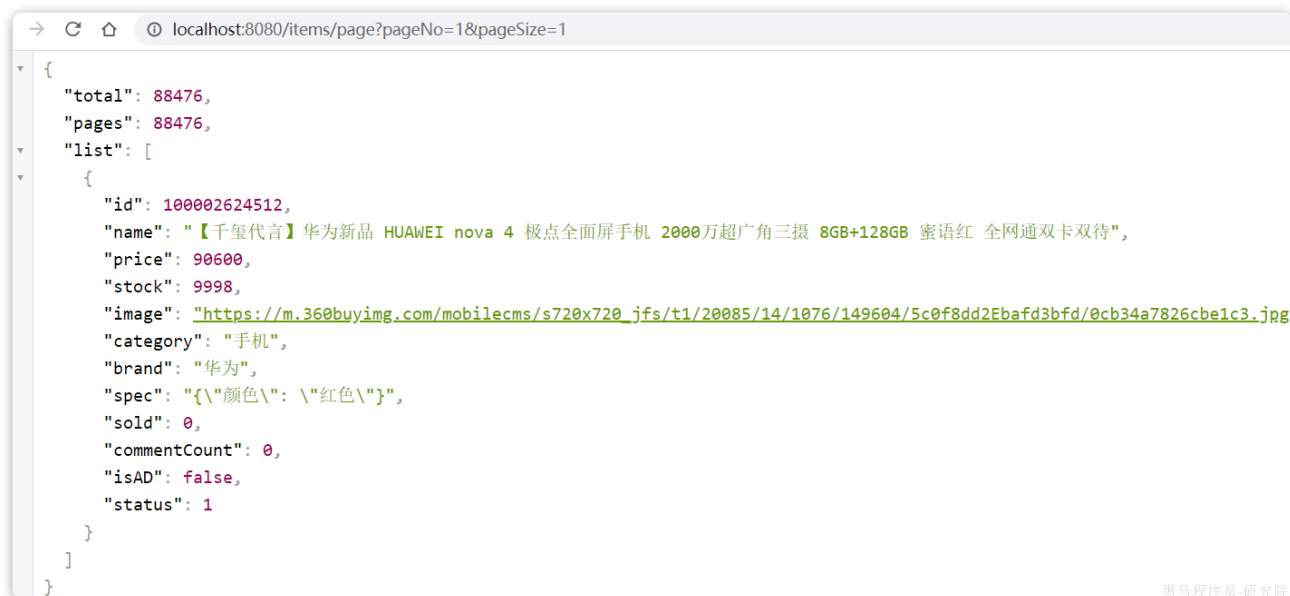 localhost:8080/items/page?pageNo=1&pageSize=1
{
"total": 88476,
"pages": 88476,
"list": [
{
"id": 100002624512,
"name": "【千玺代言】华为新品 HUAWEI nova 4 极点全面屏手机 2000万超广角三摄 8GB+128GB 蜜语红 全网通双卡双待",
"price": 90600,
"stock": 9998,
"image": "https://m.360buyimg.com/mobilecms/s720x720_jfs/t1/20085/14/1076/149604/5c0f8dd2Ebafd3bfd/0cb34a7826cbe1c3.jpg
"category": "手机",
"brand": "华为",
"spec": "{\"颜色\": \"红色\"}",
"sold": 0,
"commentCount": 0,
"isAD": false,
"status": 1
}
]
}
黑马程序员-研究院